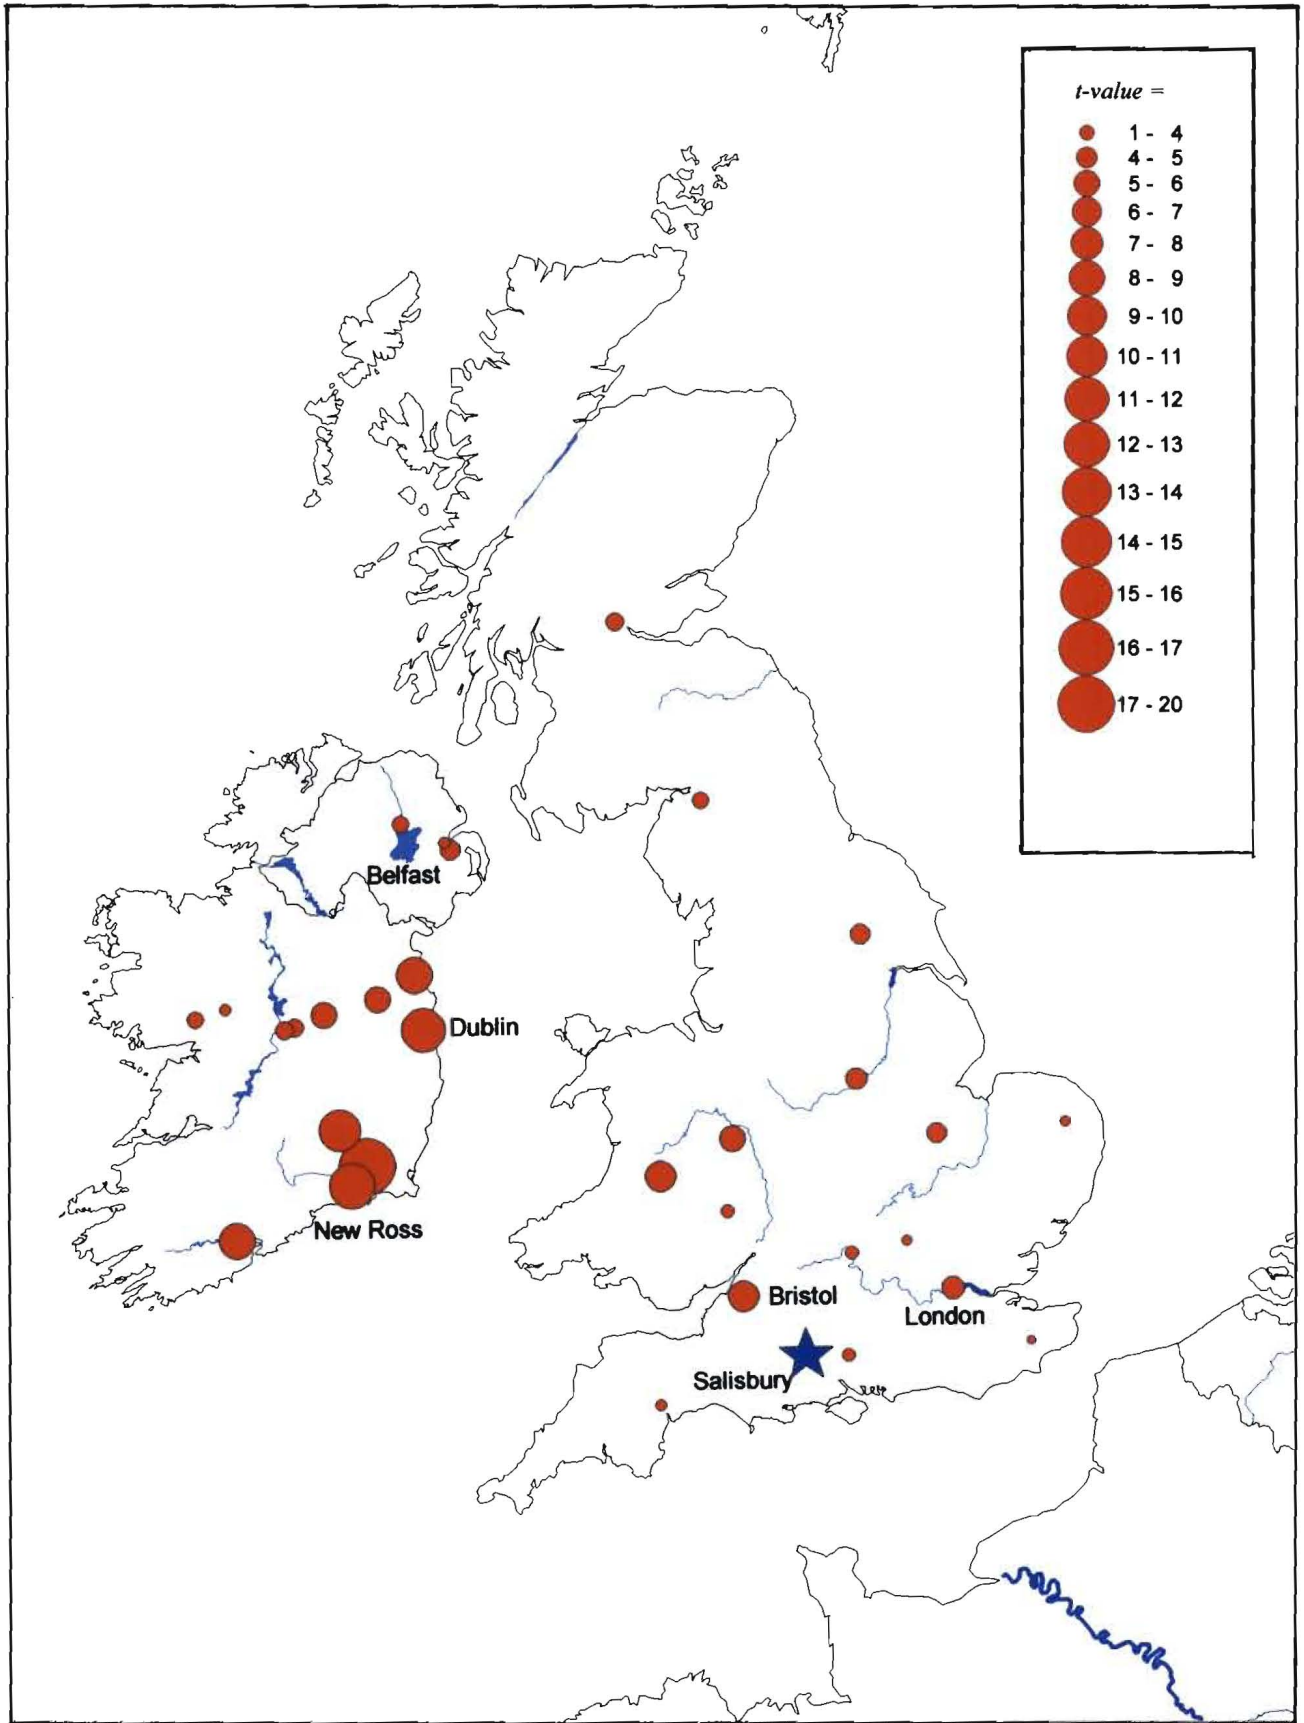 t-value =
1 - 4
4 - 5
5 - 6
6 - 7
7 - 8
8 - 9
9 - 10
10 - 11
11 - 12
12 - 13
13 - 14
14 - 15
15 - 16
16 - 17
17 - 20
Belfast
Dublin
New Ross
Bristol
London
Salisbury